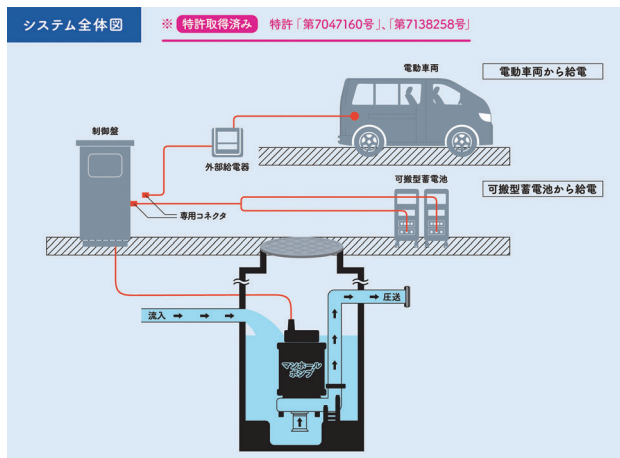 システム全体図
※ 特許取得済み 特許「第7047160号」、「第7138258号」
電動車両
電動車両から給電
制御盤
外部給電器
可搬型蓄電池
可搬型蓄電池から給電
専用コネクタ
流入
圧送
マンホール
ポンプ